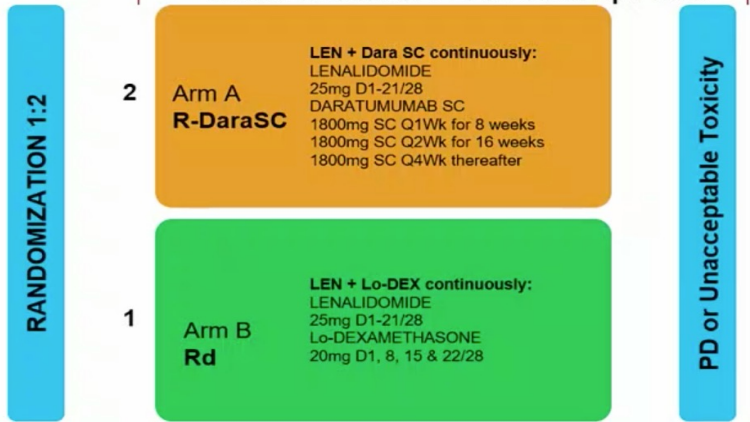 RANDOMIZATION 1:2
2
Arm A
R-DaraSC
LEN + Dara SC continuously:
LENALIDOMIDE
25mg D1-21/28
DARATUMUMAB SC
1800mg SC Q1Wk for 8 weeks
1800mg SC Q2Wk for 16 weeks
1800mg SC Q4Wk thereafter
1
Arm B
Rd
LEN + Lo-DEX continuously:
LENALIDOMIDE
25mg D1-21/28
Lo-DEXAMETHASONE
20mg D1, 8, 15 & 22/28
PD or Unacceptable Toxicity